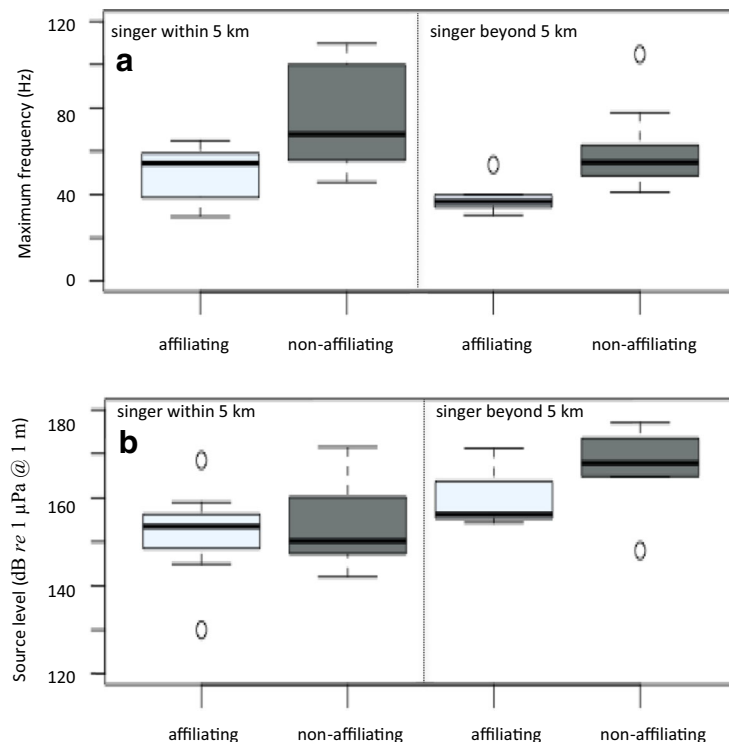 120
80
40
0
Maximum frequency (Hz)
singer within 5 km
singer beyond 5 km
a
affiliating
non-affiliating
affiliating
non-affiliating
180
160
140
120
Source level (dB re 1 µPa @ 1 m)
singer within 5 km
singer beyond 5 km
b
affiliating
non-affiliating
affiliating
non-affiliating